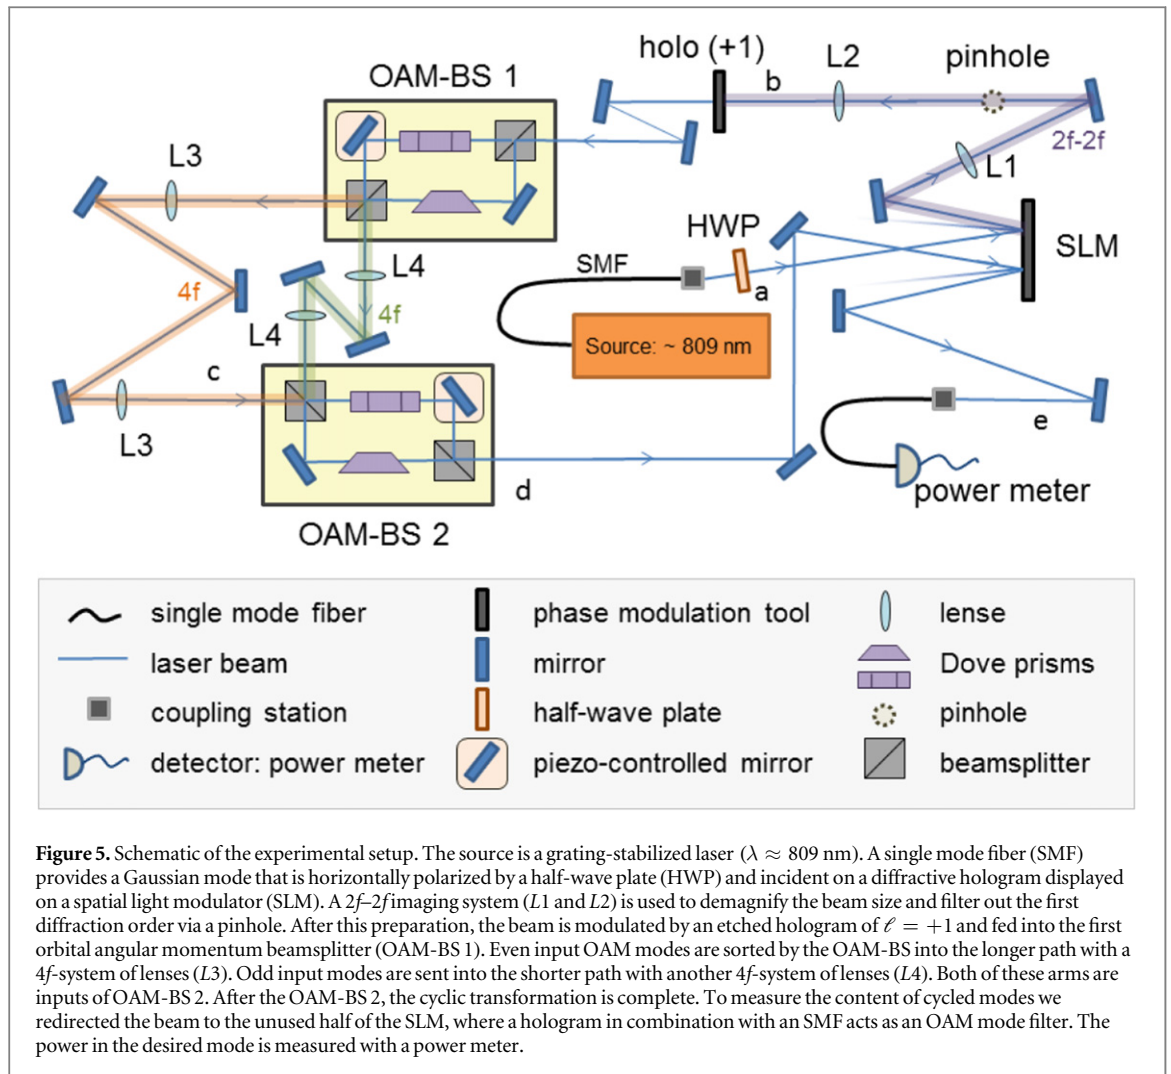 holo (+1)
L2
pinhole
b
OAM-BS 1
2f-2f
L1
L3
HWP
SLM
SMF
L4
a
4f
4f
L4
Source: ~ 809 nm
c
e
L3
d
power meter
OAM-BS 2
single mode fiber
phase modulation tool
lense
laser beam
mirror
Dove prisms
coupling station
half-wave plate
pinhole
detector: power meter
piezo-controlled mirror
beamsplitter
Figure 5. Schematic of the experimental setup. The source is a grating-stabilized laser (λ ≈ 809 nm). A single mode fiber (SMF)
provides a Gaussian mode that is horizontally polarized by a half-wave plate (HWP) and incident on a diffractive hologram displayed
on a spatial light modulator (SLM). A 2f–2f imaging system (L1 and L2) is used to demagnify the beam size and filter out the first
diffraction order via a pinhole. After this preparation, the beam is modulated by an etched hologram of ℓ = +1 and fed into the first
orbital angular momentum beamsplitter (OAM-BS 1). Even input OAM modes are sorted by the OAM-BS into the longer path with a
4f-system of lenses (L3). Odd input modes are sent into the shorter path with another 4f-system of lenses (L4). Both of these arms are
inputs of OAM-BS 2. After the OAM-BS 2, the cyclic transformation is complete. To measure the content of cycled modes we
redirected the beam to the unused half of the SLM, where a hologram in combination with an SMF acts as an OAM mode filter. The
power in the desired mode is measured with a power meter.